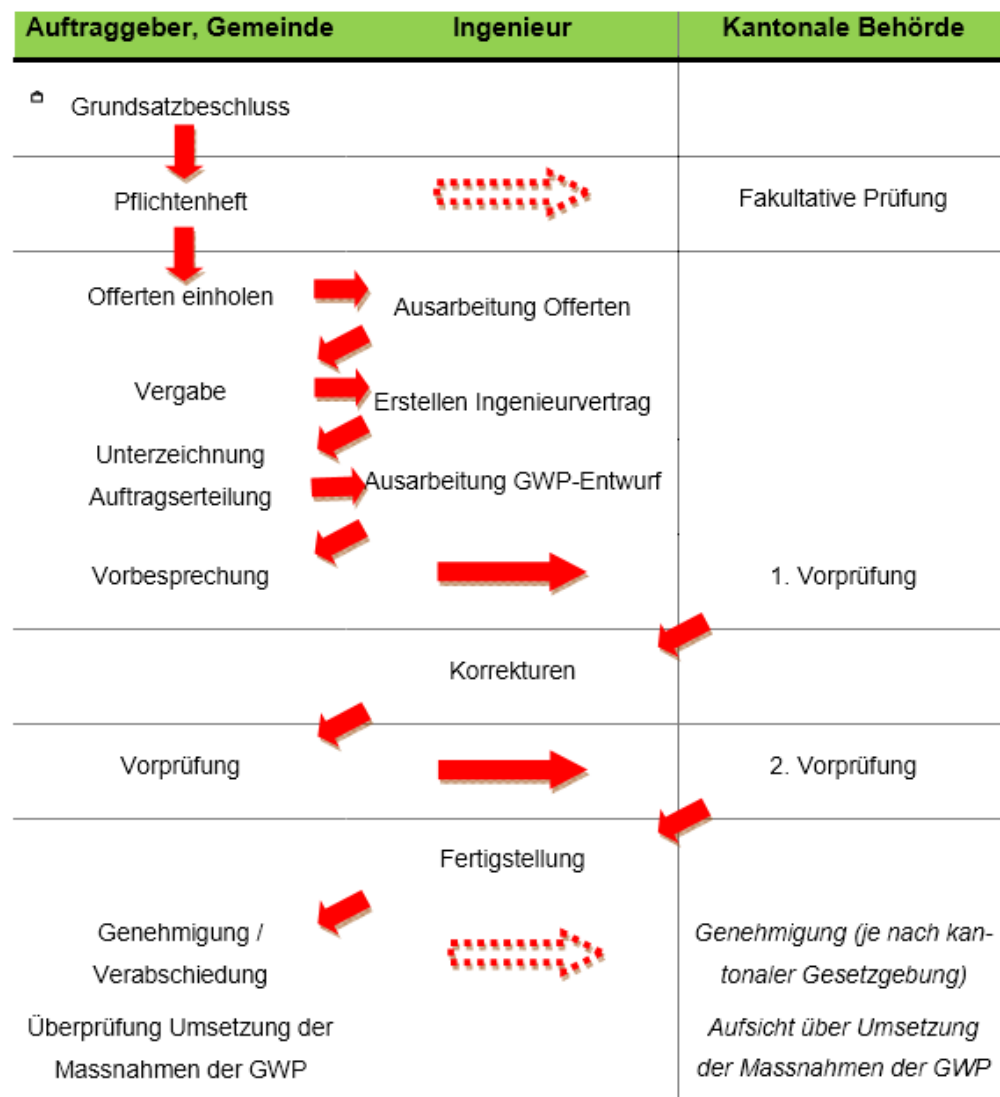 Auftraggeber, Gemeinde Ingenieur Kantonale Behörde
Grundsatzbeschluss
Pflichtenheft Fakultative Prüfung
Offerten einholen
Ausarbeitung Offerten
Vergabe
Erstellen Ingenieurvertrag
Unterzeichnung
Auftragserteilung
Ausarbeitung GWP-Entwurf
Vorbesprechung 1. Vorprüfung
Korrekturen
Vorprüfung 2. Vorprüfung
Fertigstellung
Genehmigung /
Verabschiedung
Genehmigung (je nach kan-
tonaler Gesetzgebung)
Überprüfung Umsetzung der
Massnahmen der GWP
Aufsicht über Umsetzung
der Massnahmen der GWP